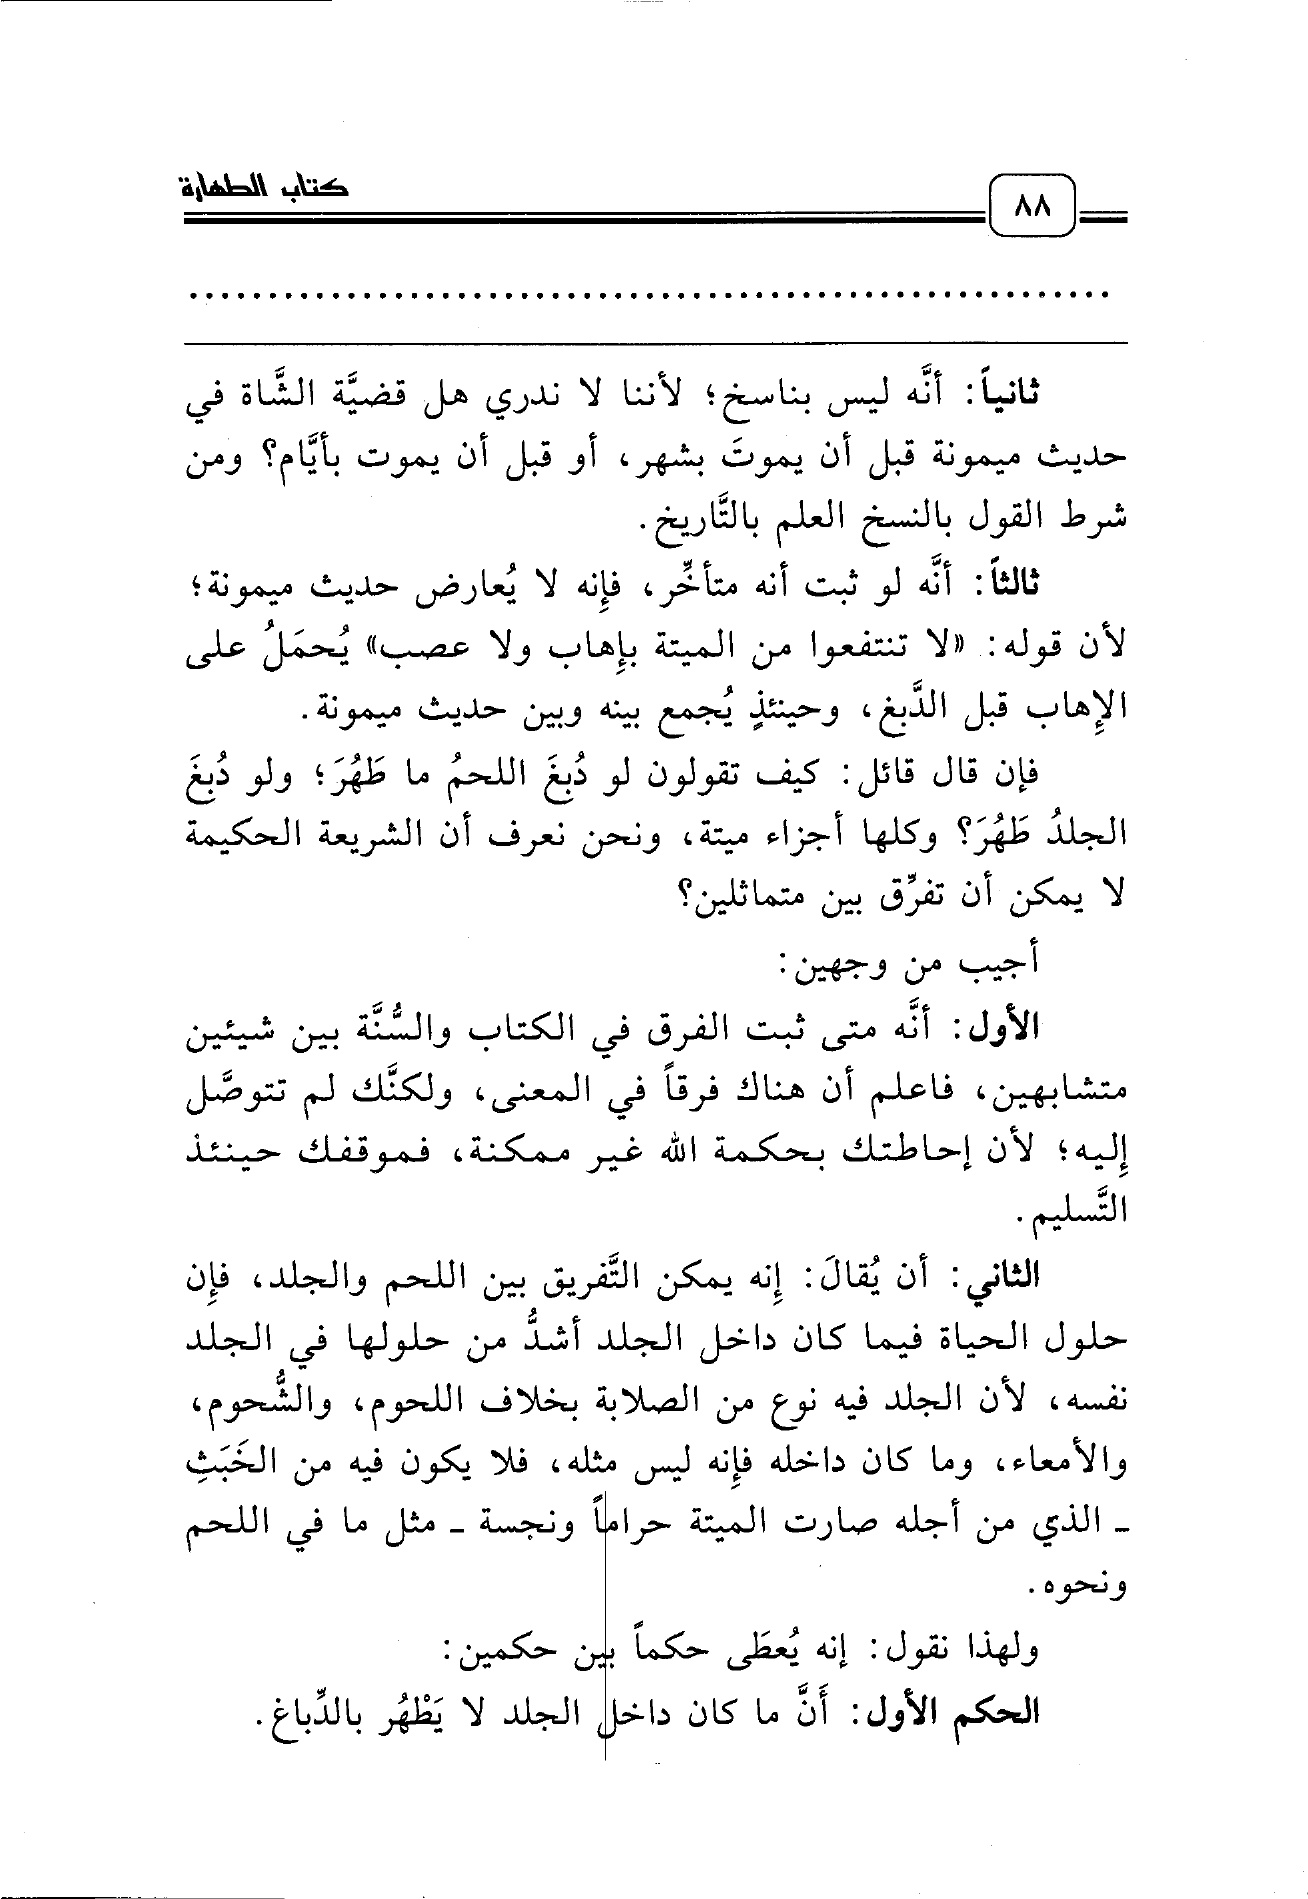 كتاب الطهارة
٨٨
ثانياً: أنَّه ليس بناسخ؛ لأننا لا ندري هل قضيَّة الشَّاة في
حديث ميمونة قبل أن يموتَ بشهر، أو قبل أن يموت بأيَّام؟ ومن
شرط القول بالنسخ العلم بالتَّاريخ.
ثالثاً: أنَّه لو ثبت أنه متأخِّر، فإنه لا يُعارض حديث ميمونة؛
لأن قوله: «لا تنتفعوا من الميتة بإهاب ولا عصب» يُحمَلُ على
الإهاب قبل الدَّبغ، وحينئذٍ يُجمع بينه وبين حديث ميمونة.
فإن قال قائل: كيف تقولون لو دُبغَ اللحمُ ما طَهُرَ؛ ولو دُبغَ
الجلدُ طَهُرَ؟ وكلها أجزاء ميتة، ونحن نعرف أن الشريعة الحكيمة
لا يمكن أن تفرِّق بين متماثلين؟
أجيب من وجهين:
الأول: أنَّه متى ثبت الفرق في الكتاب والسُّنَّة بين شيئين
متشابهين، فاعلم أن هناك فرقاً في المعنى، ولكنَّك لم تتوصَّل
إليه؛ لأن إحاطتك بحكمة الله غير ممكنة، فموقفك حينئذ
التَّسليم.
الثاني: أن يُقالَ: إنه يمكن التَّفريق بين اللحم والجلد، فإن
حلول الحياة فيما كان داخل الجلد أشدُّ من حلولها في الجلد
نفسه، لأن الجلد فيه نوع من الصلابة بخلاف اللحوم، والشُّحوم،
والأمعاء، وما كان داخله فإنه ليس مثله، فلا يكون فيه من الخَبَثِ
ـ الذي من أجله صارت الميتة حراماً ونجسة ـ مثل ما في اللحم
ونحوه.
ولهذا نقول: إنه يُعطَى حكماً بين حكمين:
الحكم الأول: أَنَّ ما كان داخل الجلد لا يَطْهُر بالدِّباغ.